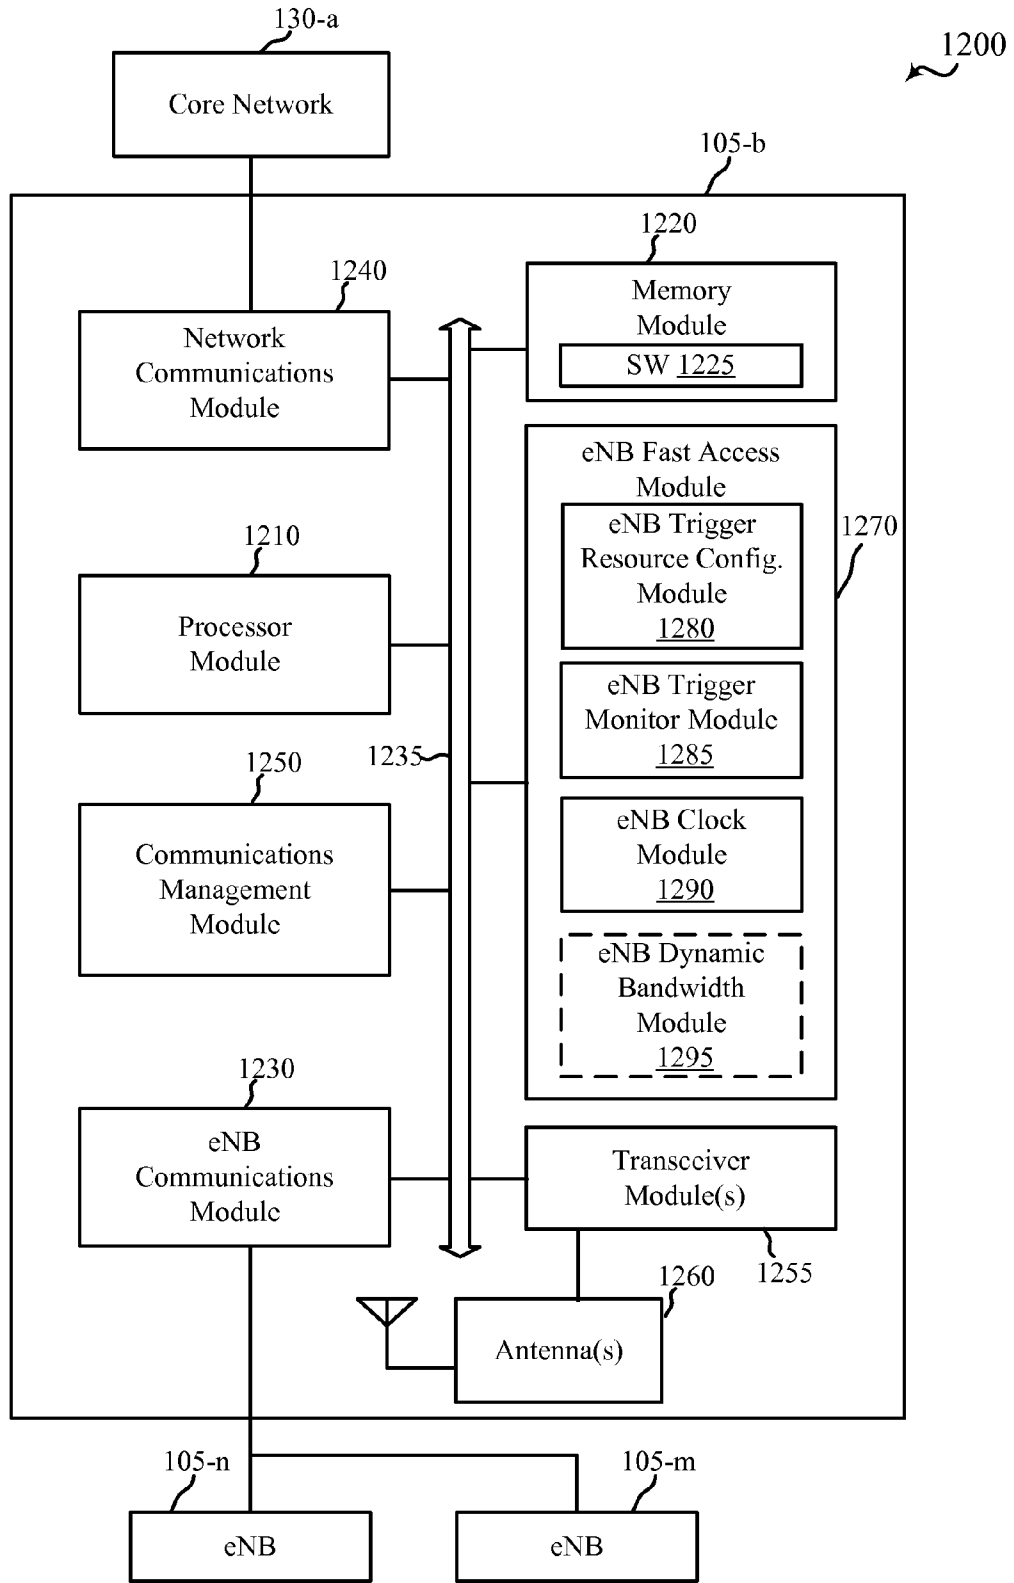 130-a
1200
Core Network
105-b
1220
1240
Memory
Module
SW 1225
Network
Communications
Module
eNB Fast Access
Module
1270
eNB Trigger
Resource Config.
Module
1280
1210
Processor
Module
eNB Trigger
Monitor Module
1285
1235
1250
eNB Clock
Module
1290
Communications
Management
Module
eNB Dynamic
Bandwidth
Module
1295
1230
eNB
Communications
Module
Transceiver
Module(s)
1255
1260
Antenna(s)
105-n
105-m
eNB
eNB